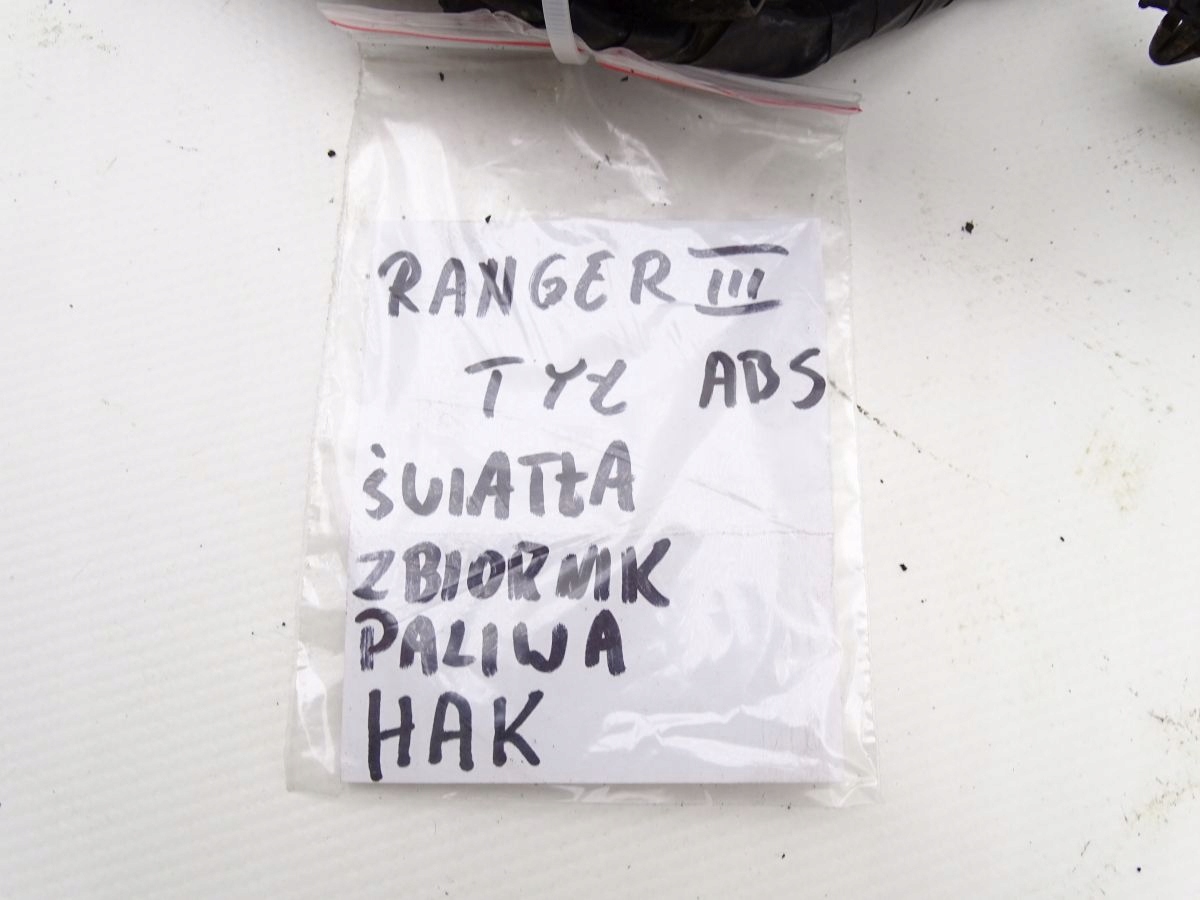 RANGER III
TYŁ ABS
ŚWIATŁA
ZBIORNIK
PALIWA
HAK